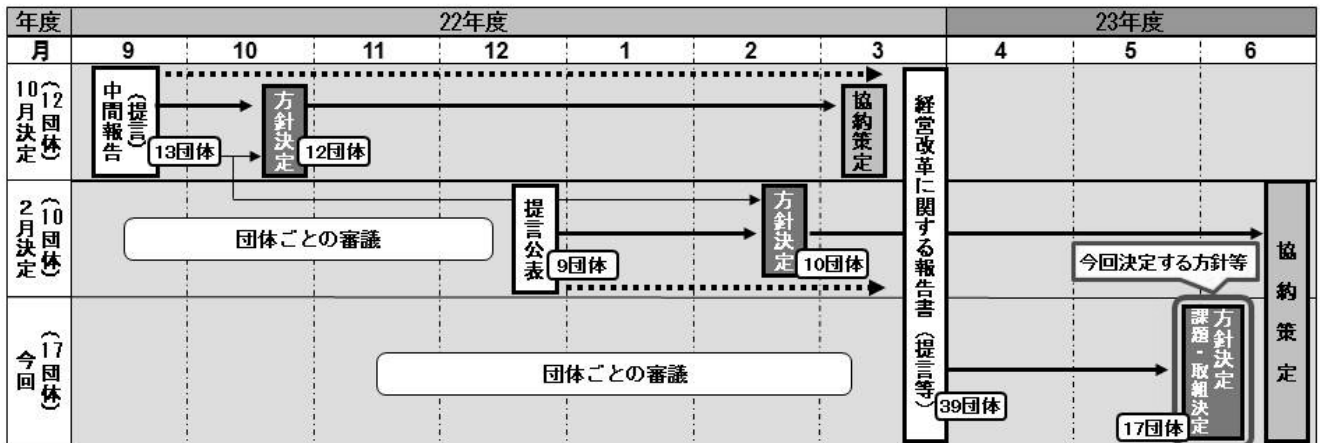 年度
22年度
23年度
月
9
10
11
12
1
2
3
4
5
6
10月決定
（12団体）
中間報告
（提言）
13団体
方針決定
12団体
協約策定
経営改革に関する報告書（提言等）
2月決定
（10団体）
団体ごとの審議
提言公表
9団体
方針決定
10団体
今回決定する方針等
協約策定
今回
（17団体）
団体ごとの審議
39団体
方針決定
課題・取組決定
17団体